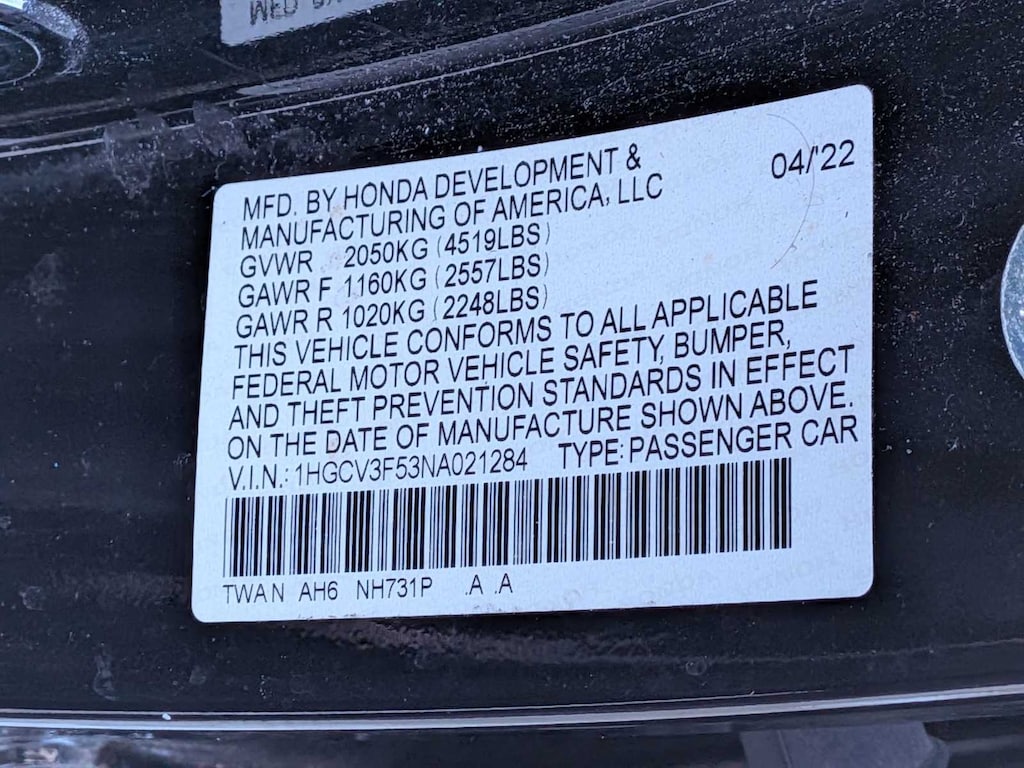 WED
MFD. BY HONDA DEVELOPMENT &
MANUFACTURING OF AMERICA, LLC
04/'22
GVWR 2050KG (4519LBS)
GAWR F 1160KG (2557LBS)
GAWR R 1020KG (2248LBS)
THIS VEHICLE CONFORMS TO ALL APPLICABLE
FEDERAL MOTOR VEHICLE SAFETY, BUMPER,
AND THEFT PREVENTION STANDARDS IN EFFECT
ON THE DATE OF MANUFACTURE SHOWN ABOVE.
V.I.N.: 1HGCV3F53NA021284 TYPE: PASSENGER CAR
TWAN AH6 NH731P .A .A